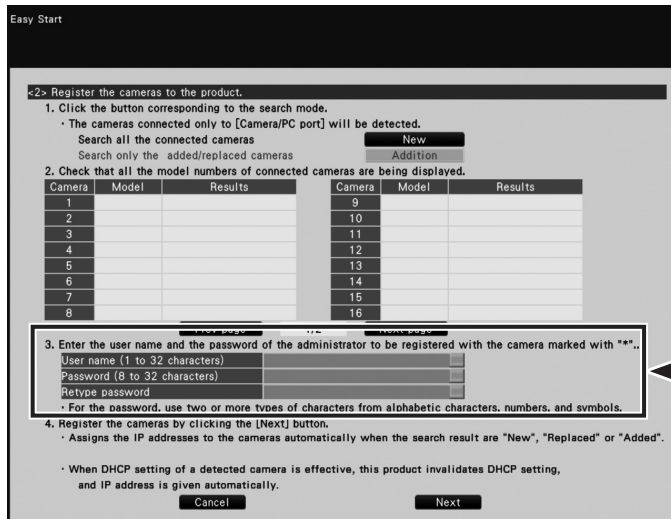 Easy Start
<2> Register the cameras to the product.
1. Click the button corresponding to the search mode.
・The cameras connected only to [Camera/PC port] will be detected.
Search all the connected cameras New
Search only the added/replaced cameras Addition
2. Check that all the model numbers of connected cameras are being displayed.
Camera Model Results Camera Model Results
1 9
2 10
3 11
4 12
5 13
6 14
7 15
8 16
Prev page 1/2 Next page
3. Enter the user name and the password of the administrator to be registered with the camera marked with "*"..
User name (1 to 32 characters)
Password (8 to 32 characters)
Retype password
・For the password, use two or more types of characters from alphabetic characters, numbers, and symbols.
4. Register the cameras by clicking the [Next] button.
・Assigns the IP addresses to the cameras automatically when the search result are "New", "Replaced" or "Added".
・When DHCP setting of a detected camera is effective, this product invalidates DHCP setting,
and IP address is given automatically.
Cancel Next